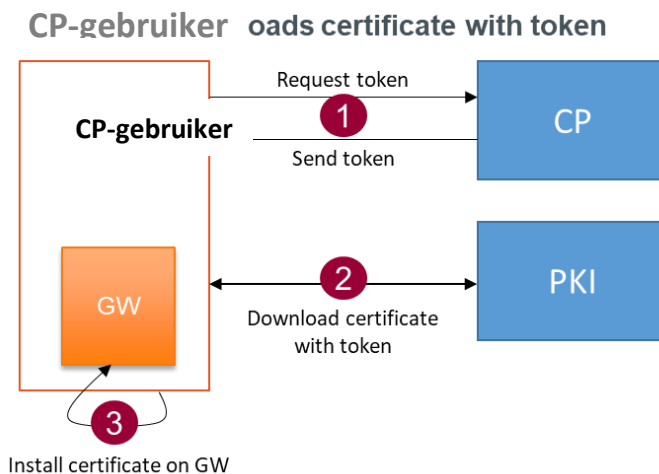 CP-gebruiker oads certificate with token
Request token
1
CP
CP-gebruiker
Send token
2
PKI
GW
Download certificate
with token
3
Install certificate on GW